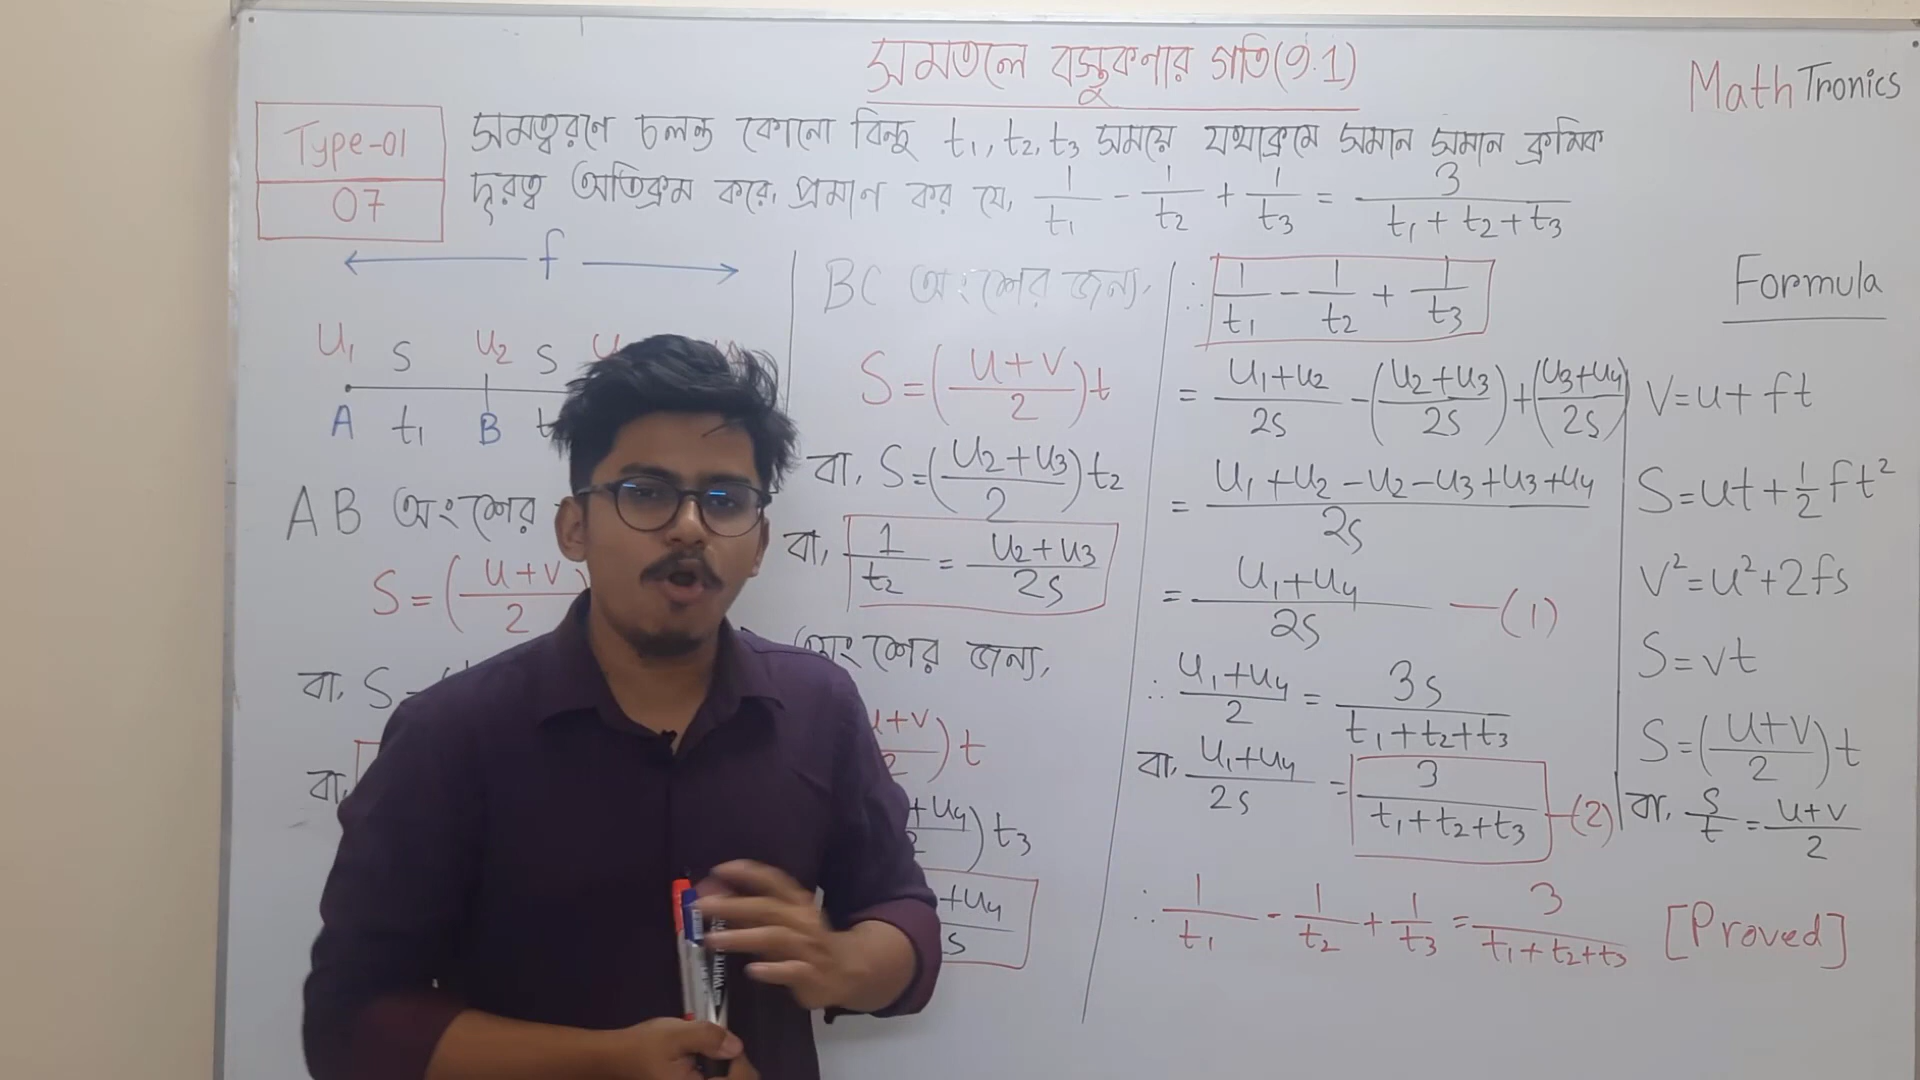 সমতলে বস্তুকণার গতি(9.1)
MathTronics
Type-01
07
সমত্বরণে চলন্ত কোনো বিন্দু t₁, t₂, t₃ সময়ে যথাক্রমে সমান সমান ক্রমিক
দূরত্ব অতিক্রম করে, প্রমাণ কর যে, 1/t₁ - 1/t₂ + 1/t₃ = 3/(t₁ + t₂ + t₃)
f
u₁ s u₂ s
A t₁ B t
AB অংশের
S = ((u+v)/2
বা, S =
বা,
BC অংশের জন্য,
S = ((u+v)/2)t
বা, S = ((u₂+u₃)/2)t₂
বা, 1/t₂ = (u₂+u₃)/2s
অংশের জন্য,
u+v
)t
+u₄
)t₃
+u₄
s
∴ 1/t₁ - 1/t₂ + 1/t₃
= (u₁+u₂)/2s - ((u₂+u₃)/2s) + ((u₃+u₄)/2s)
= (u₁+u₂-u₂-u₃+u₃+u₄)/2s
= (u₁+u₄)/2s —(1)
∴ (u₁+u₄)/2 = 3s/(t₁+t₂+t₃)
বা, (u₁+u₄)/2s = 3/(t₁+t₂+t₃) —(2)
∴ 1/t₁ - 1/t₂ + 1/t₃ = 3/(t₁+t₂+t₃) [Proved]
Formula
V=u+ft
S=ut+½ft²
V²=u²+2fs
S=vt
S=((u+v)/2)t
বা, s/t = (u+v)/2